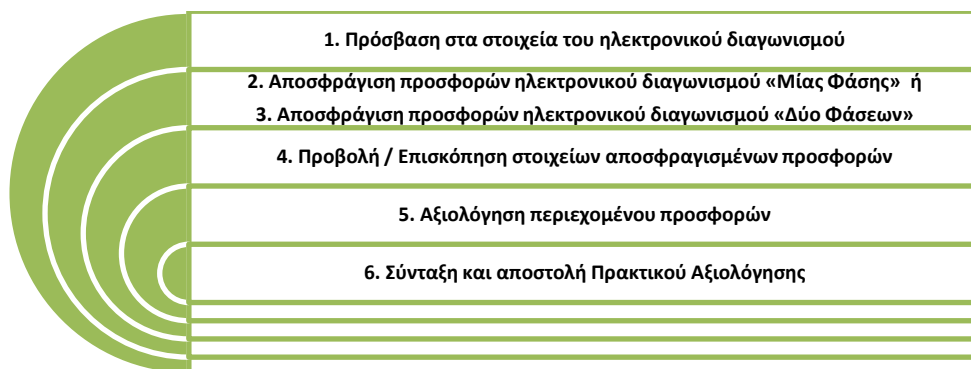 1. Πρόσβαση στα στοιχεία του ηλεκτρονικού διαγωνισμού
2. Αποσφράγιση προσφορών ηλεκτρονικού διαγωνισμού «Μίας Φάσης» ή
3. Αποσφράγιση προσφορών ηλεκτρονικού διαγωνισμού «Δύο Φάσεων»
4. Προβολή / Επισκόπηση στοιχείων αποσφραγισμένων προσφορών
5. Αξιολόγηση περιεχομένου προσφορών
6. Σύνταξη και αποστολή Πρακτικού Αξιολόγησης